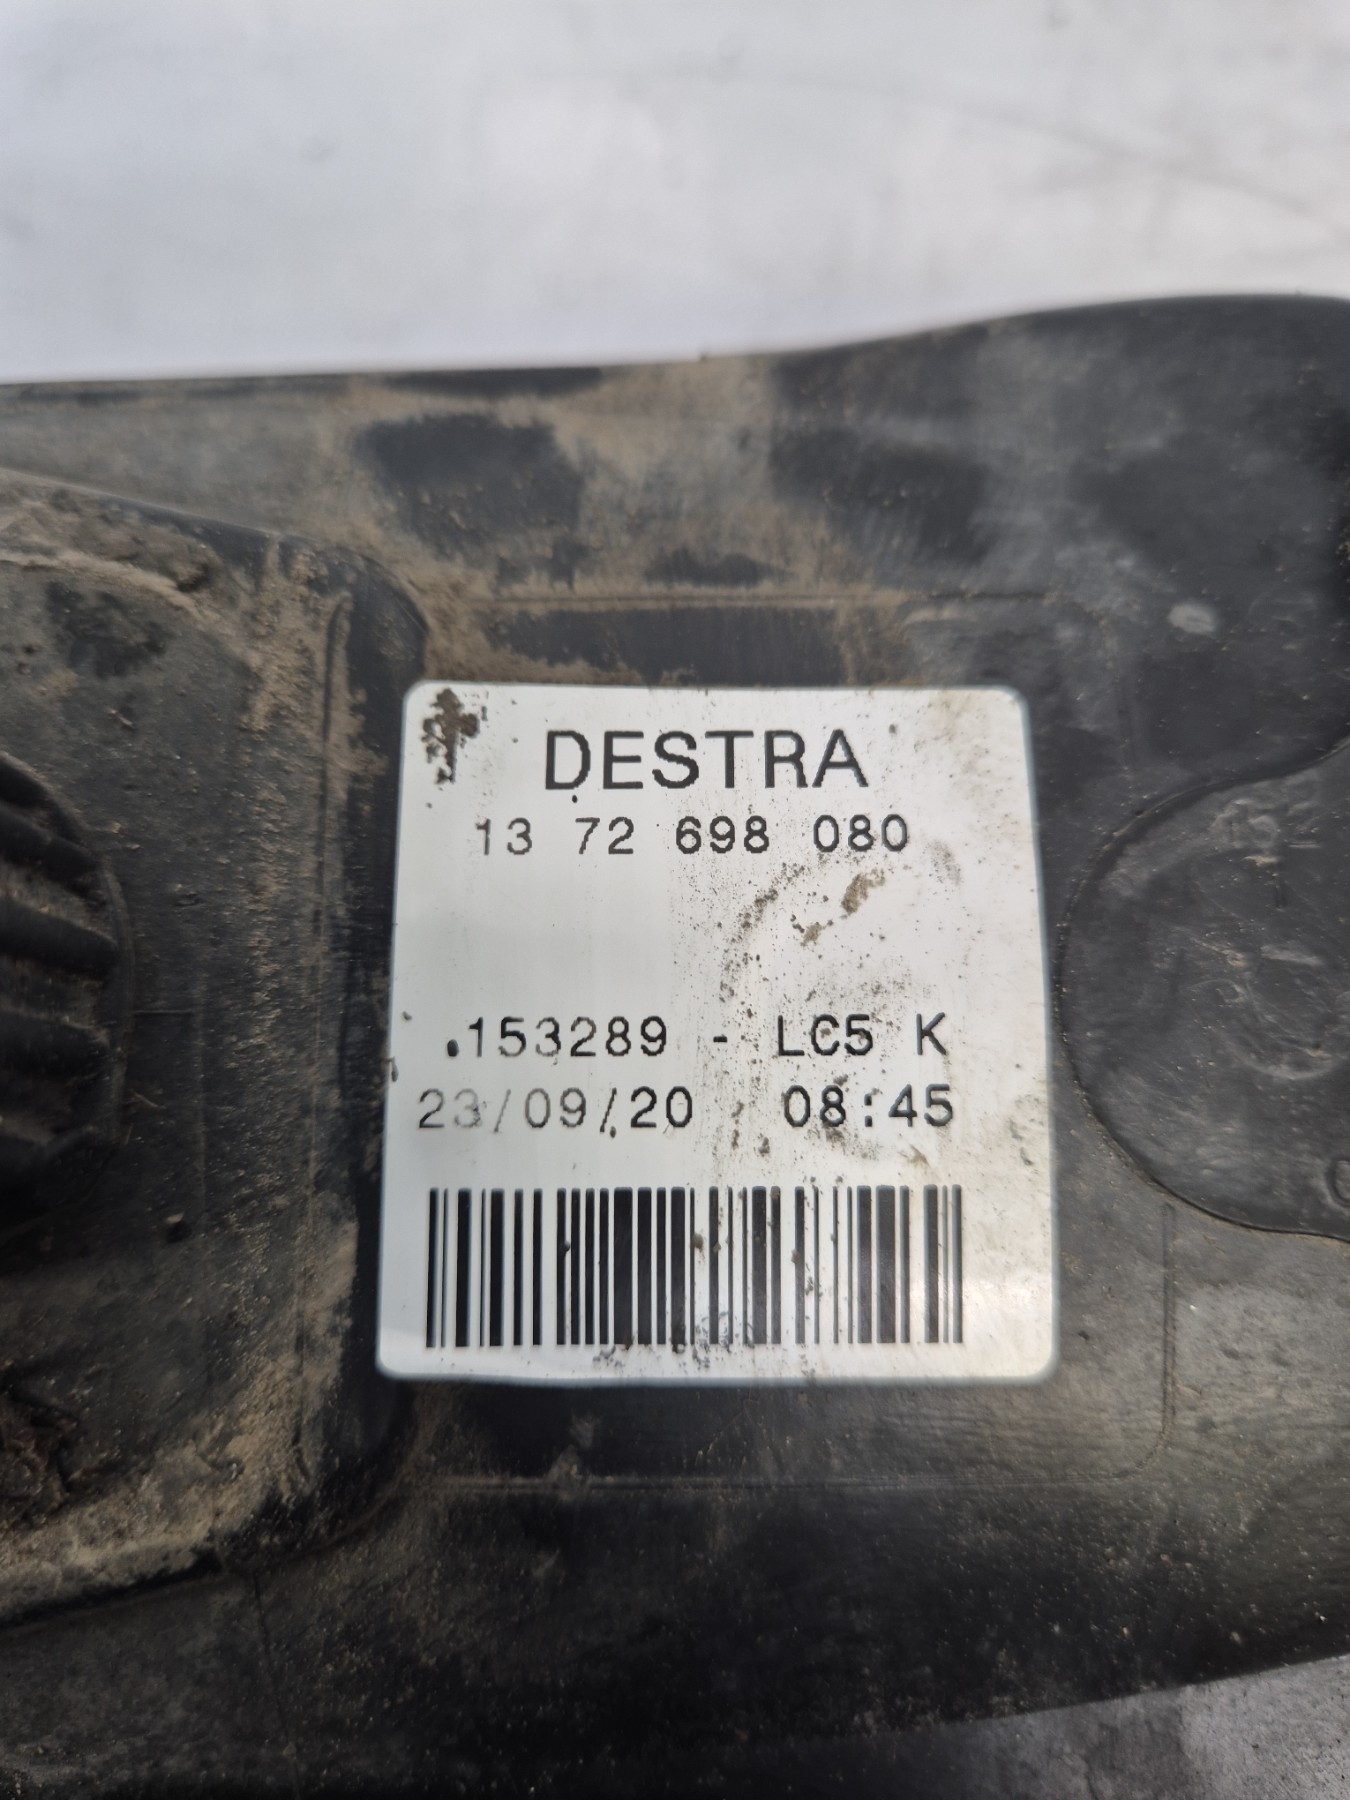 DESTRA
13 72 698 080
153289 - LC5 K
23/09/20 08:45